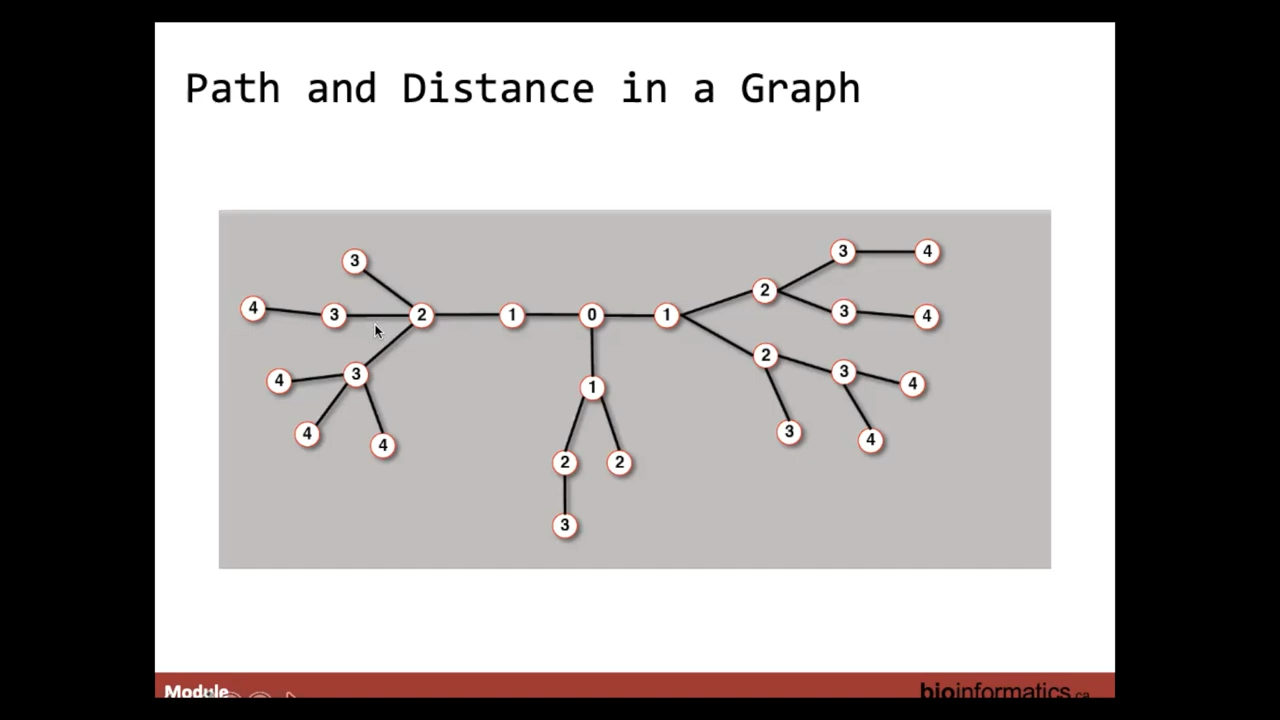 Path and Distance in a Graph
3 4
3
2
4 3 2 1 0 1 3 4
2
4 3 1 3 4
4 4 3 4
2 2
3
Module
bioinformatics.ca